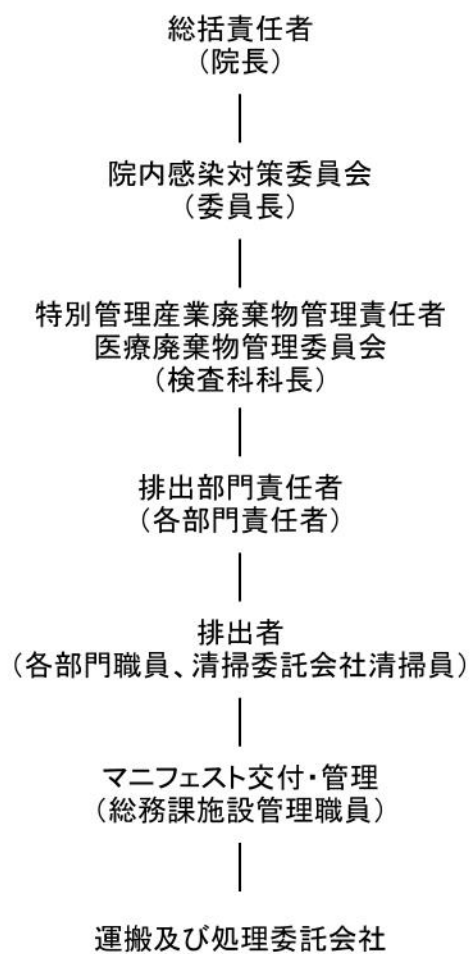 総括責任者
（院長）
院内感染対策委員会
（委員長）
特別管理産業廃棄物管理責任者
医療廃棄物管理委員会
（検査科科長）
排出部門責任者
（各部門責任者）
排出者
（各部門職員、清掃委託会社清掃員）
マニフェスト交付・管理
（総務課施設管理職員）
運搬及び処理委託会社